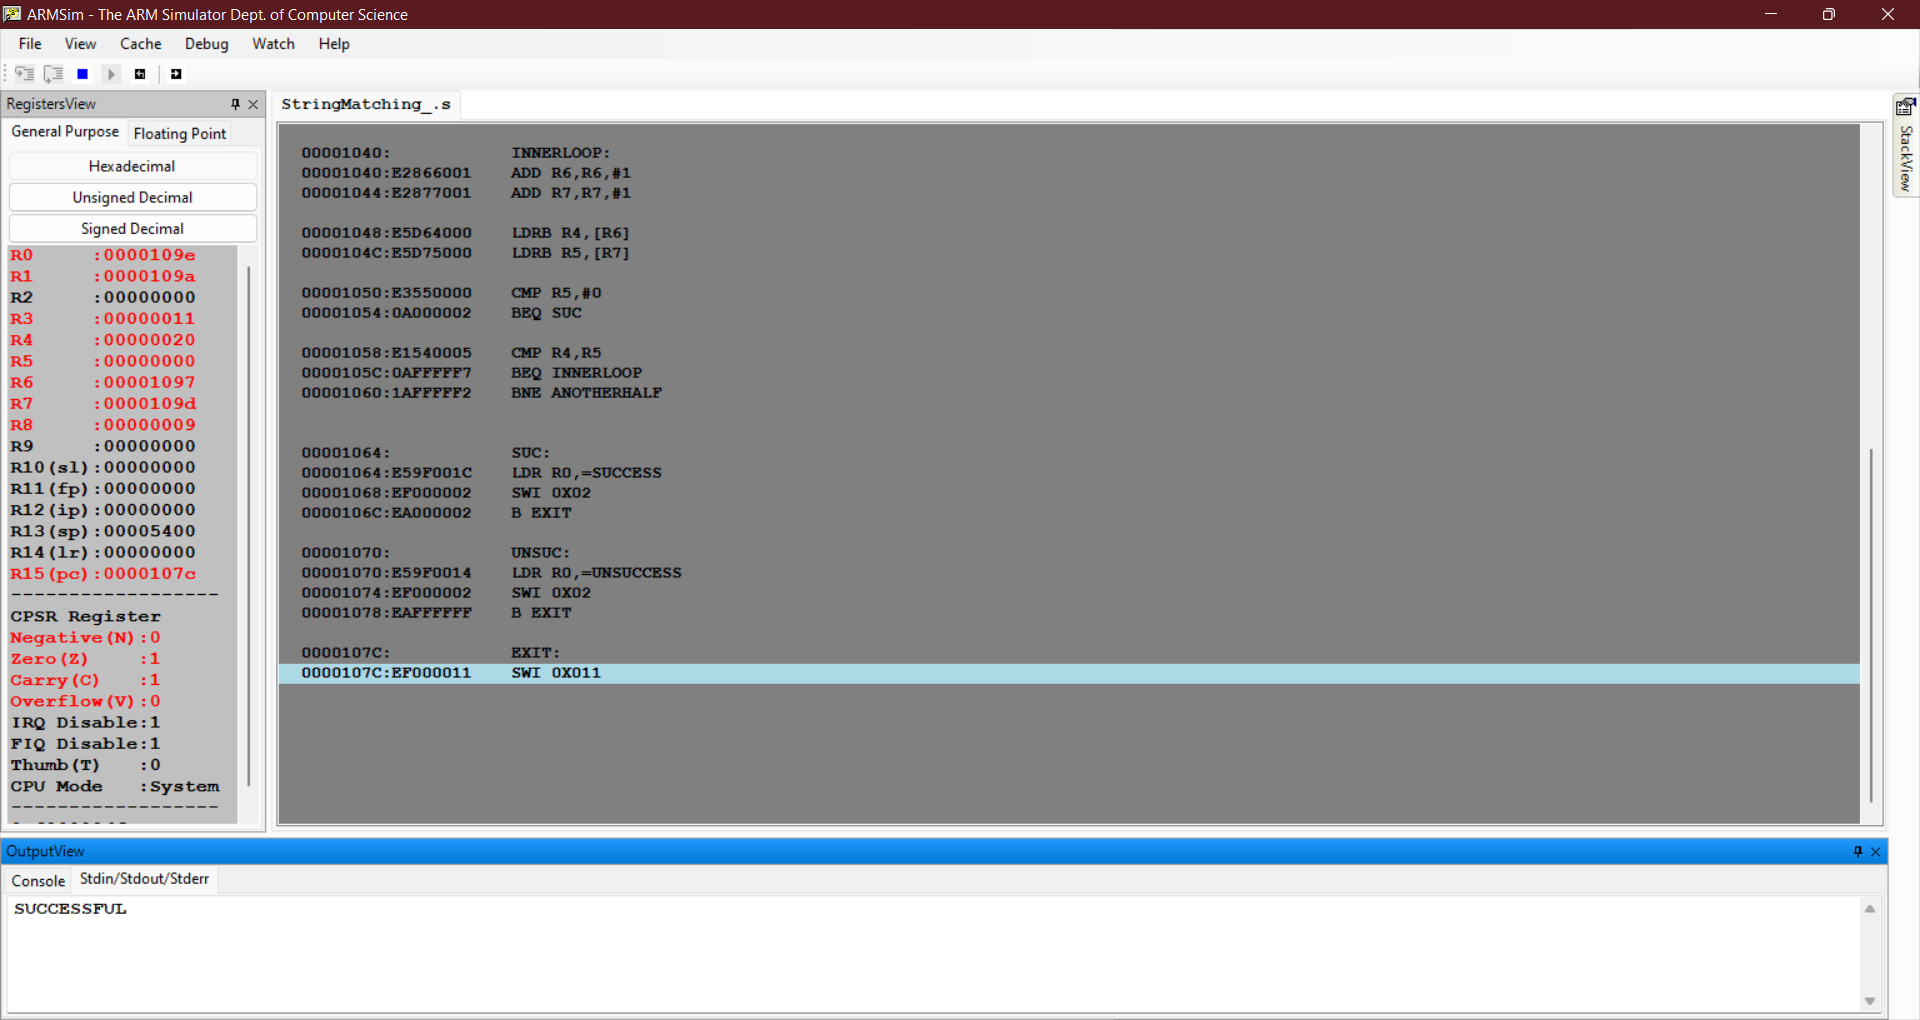 ARMSim - The ARM Simulator Dept. of Computer Science
File View Cache Debug Watch Help
RegistersView
General Purpose Floating Point
Hexadecimal
Unsigned Decimal
Signed Decimal
R0 :0000109e
R1 :0000109a
R2 :00000000
R3 :00000011
R4 :00000020
R5 :00000000
R6 :00001097
R7 :0000109d
R8 :00000009
R9 :00000000
R10(sl):00000000
R11(fp):00000000
R12(ip):00000000
R13(sp):00005400
R14(lr):00000000
R15(pc):0000107c
-------------------
CPSR Register
Negative(N):0
Zero(Z) :1
Carry(C) :1
Overflow(V):0
IRQ Disable:1
FIQ Disable:1
Thumb(T) :0
CPU Mode :System
-------------------
StringMatching_.s
00001040: INNERLOOP:
00001040:E2866001 ADD R6,R6,#1
00001044:E2877001 ADD R7,R7,#1
00001048:E5D64000 LDRB R4,[R6]
0000104C:E5D75000 LDRB R5,[R7]
00001050:E3550000 CMP R5,#0
00001054:0A000002 BEQ SUC
00001058:E1540005 CMP R4,R5
0000105C:0AFFFFF7 BEQ INNERLOOP
00001060:1AFFFFF2 BNE ANOTHERHALF
00001064: SUC:
00001064:E59F001C LDR R0,=SUCCESS
00001068:EF000002 SWI 0X02
0000106C:EA000002 B EXIT
00001070: UNSUC:
00001070:E59F0014 LDR R0,=UNSUCCESS
00001074:EF000002 SWI 0X02
00001078:EAFFFFFF B EXIT
0000107C: EXIT:
0000107C:EF000011 SWI 0X011
StackView
OutputView
Console Stdin/Stdout/Stderr
SUCCESSFUL